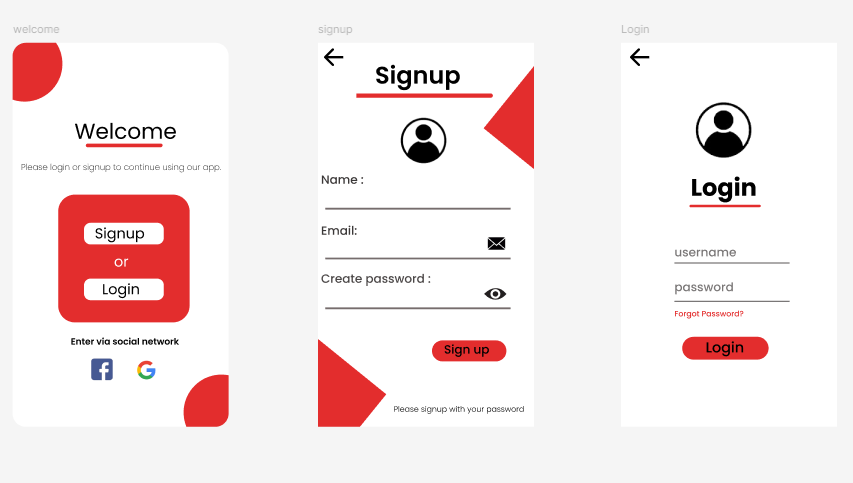 welcome
Welcome
Please login or signup to continue using our app.
Signup
or
Login
Enter via social network
f
G
signup
Signup
Name :
Email:
Create password :
Sign up
Please signup with your password
Login
Login
username
password
Forgot Password?
Login